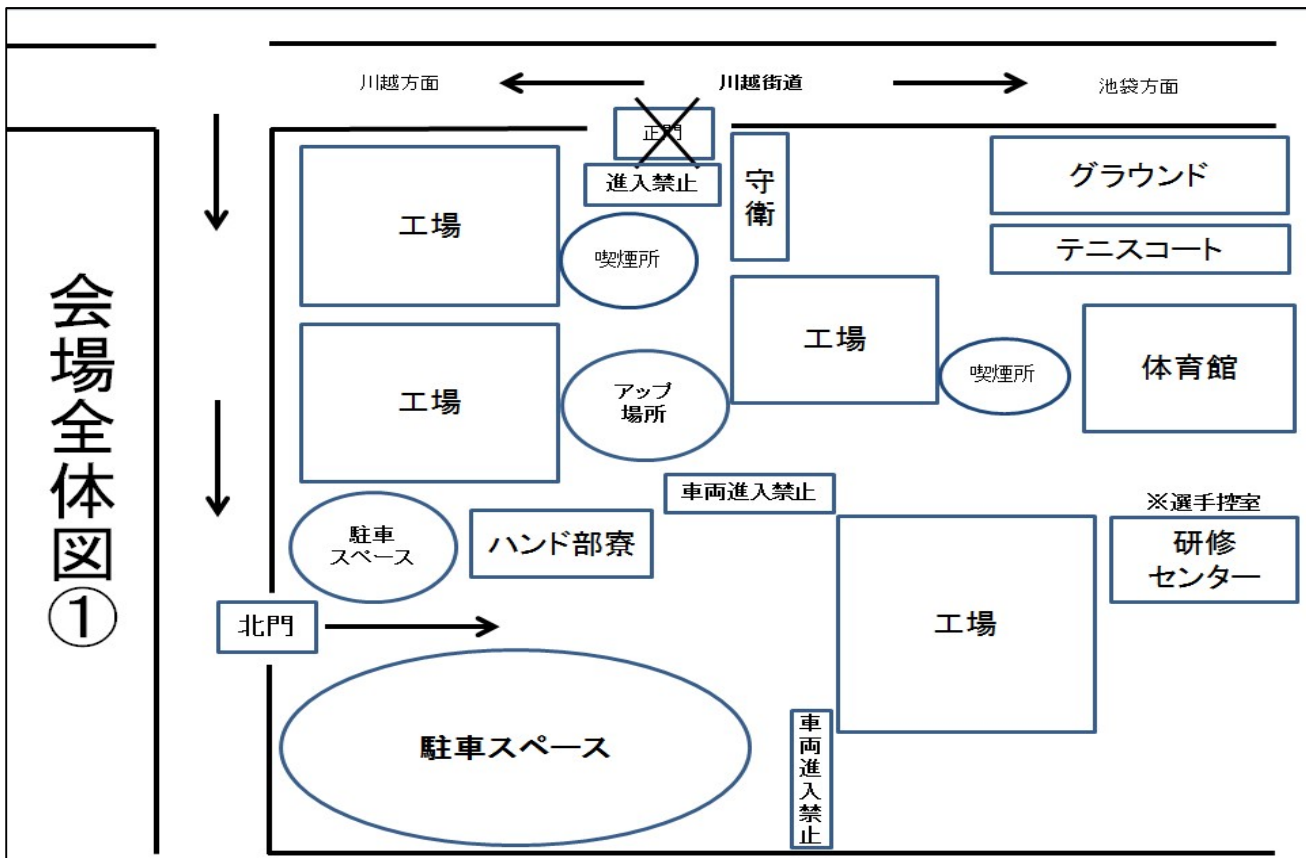 川越方面
川越街道
池袋方面
正門
進入禁止
守衛
グラウンド
テニスコート
工場
喫煙所
工場
喫煙所
体育館
工場
アップ
場所
車両進入禁止
※選手控室
研修
センター
駐車
スペース
ハンド部寮
工場
北門
駐車スペース
車両進入禁止
会場全体図①